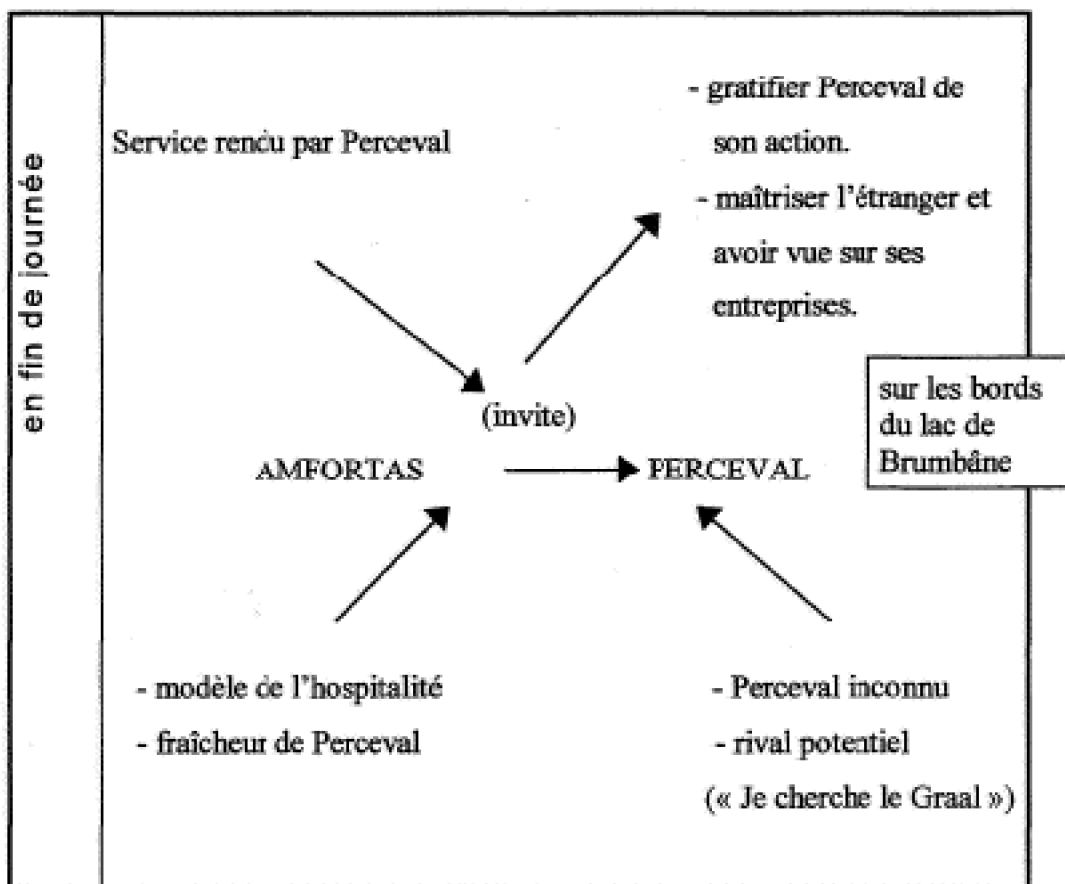 en fin de journée
Service rendu par Perceval
- gratifier Perceval de
son action.
- maîtriser l'étranger et
avoir vue sur ses
entreprises.
(invite)
AMFORTAS
PERCEVAL
sur les bords
du lac de
Brumbâne
- modèle de l'hospitalité
- fraîcheur de Perceval
- Perceval inconnu
- rival potentiel
(« Je cherche le Graal »)